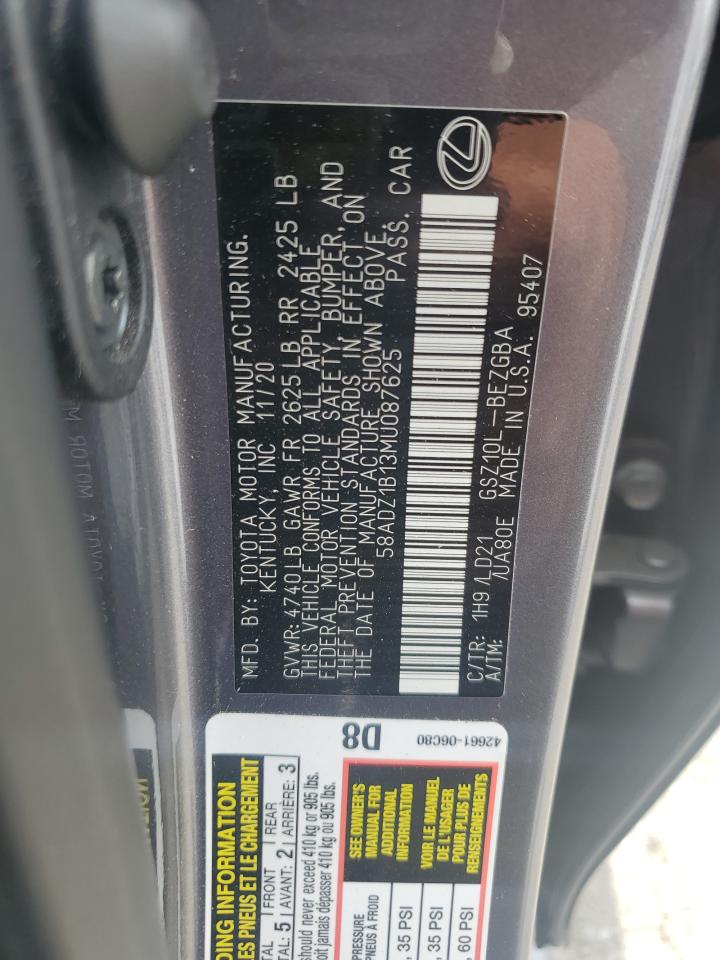 MFD. BY: TOYOTA MOTOR MANUFACTURING.
KENTUCKY, INC 11/20
GVWR: 4740 LB GAWR FR 2625 LB RR 2425 LB
THIS VEHICLE CONFORMS TO ALL APPLICABLE
FEDERAL MOTOR VEHICLE SAFETY, BUMPER, AND
THEFT PREVENTION STANDARDS IN EFFECT ON
THE DATE OF MANUFACTURE SHOWN ABOVE.
58ADZ1B13MU087625 PASS. CAR
C/TR: 1H9 / LD21 GSZ10L-BEZGBA
A/TM: /UA80E MADE IN U.S.A. 95407
D8
42661-06C80
DING INFORMATION
LES PNEUS ET LE CHARGEMENT
TAL FRONT REAR
TAL: 5 AVANT: 2 ARRIÈRE: 3
should never exceed 410 kg or 905 lbs.
oit jamais dépasser 410 kg ou 905 lbs.
PRESSURE
PNEUS À FROID
, 35 PSI
, 35 PSI
, 60 PSI
SEE OWNER'S
MANUAL FOR
ADDITIONAL
INFORMATION
VOIR LE MANUEL
DE L'USAGER
POUR PLUS DE
RENSEIGNEMENTS